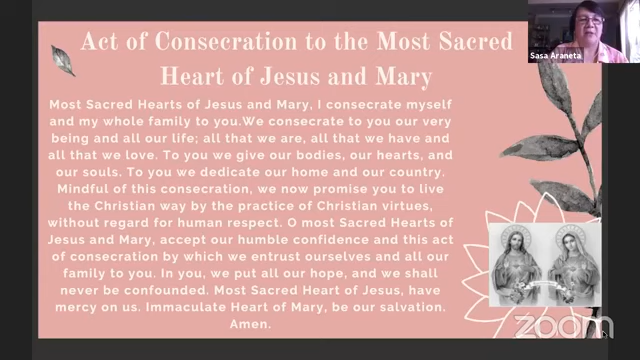 Act of Consecration to the Most Sacred
Heart of Jesus and Mary
Most Sacred Hearts of Jesus and Mary, I consecrate myself
and my whole family to you.We consecrate to you our very
being and all our life; all that we are, all that we have and
all that we love. To you we give our bodies, our hearts, and
our souls. To you we dedicate our home and our country.
Mindful of this consecration, we now promise you to live
the Christian way by the practice of Christian virtues,
without regard for human respect. O most Sacred Hearts of
Jesus and Mary, accept our humble confidence and this act
of consecration by which we entrust ourselves and all our
family to you. In you, we put all our hope, and we shall
never be confounded. Most Sacred Heart of Jesus, have
mercy on us. Immaculate Heart of Mary, be our salvation.
Amen.
Sasa Araneta
zoom